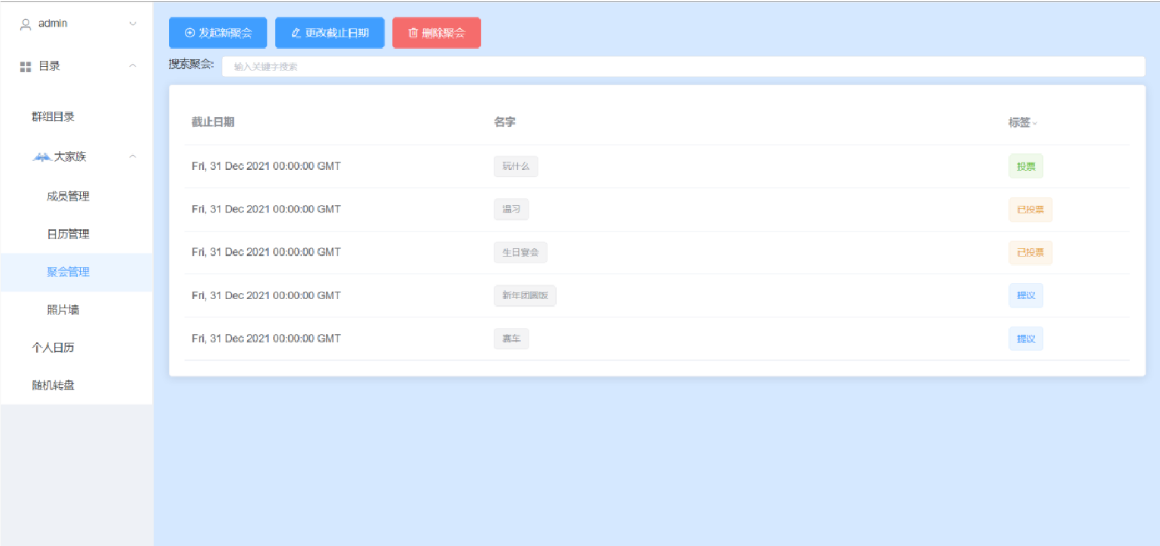 admin
目录
群组目录
大家族
成员管理
日历管理
聚会管理
照片墙
个人日历
随机转盘
发起新聚会 更改截止日期 删除聚会
搜索聚会: 输入关键字搜索
截止日期 名字 标签
Fri, 31 Dec 2021 00:00:00 GMT 玩什么 投票
Fri, 31 Dec 2021 00:00:00 GMT 温习 已投票
Fri, 31 Dec 2021 00:00:00 GMT 生日宴会 已投票
Fri, 31 Dec 2021 00:00:00 GMT 新年团圆饭 提议
Fri, 31 Dec 2021 00:00:00 GMT 赛车 提议